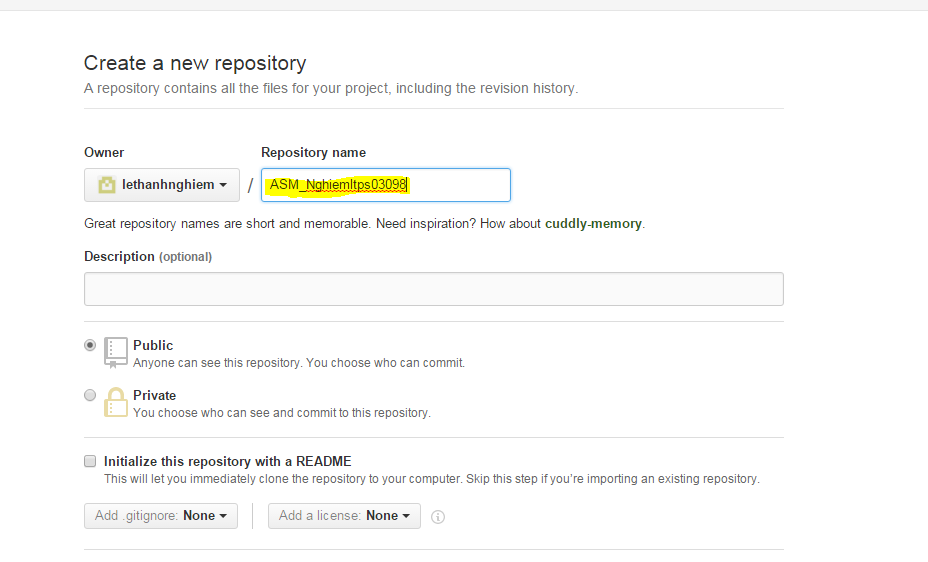 Create a new repository
A repository contains all the files for your project, including the revision history.
Owner Repository name
lethanhnghiem / ASM_Nghiemltps03098
Great repository names are short and memorable. Need inspiration? How about cuddly-memory.
Description (optional)
Public
Anyone can see this repository. You choose who can commit.
Private
You choose who can see and commit to this repository.
Initialize this repository with a README
This will let you immediately clone the repository to your computer. Skip this step if you're importing an existing repository.
Add .gitignore: None Add a license: None